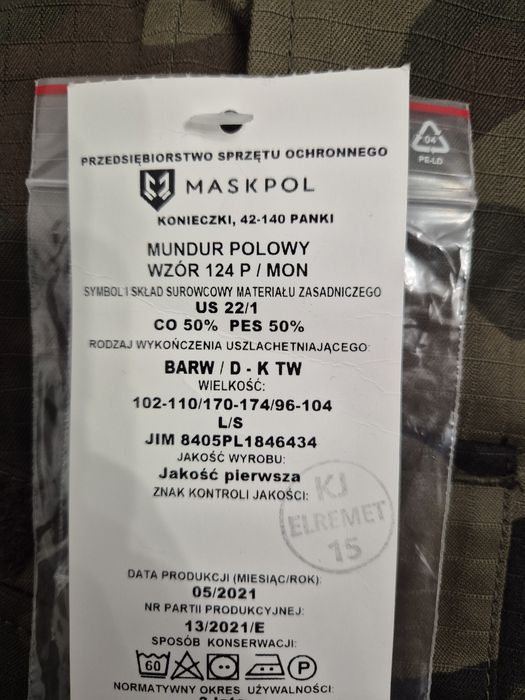 PRZEDSIĘBIORSTWO SPRZĘTU OCHRONNEGO
MASKPOL
KONIECZKI, 42-140 PANKI
MUNDUR POLOWY
WZÓR 124 P / MON
SYMBOL I SKŁAD SUROWCOWY MATERIAŁU ZASADNICZEGO
US 22/1
CO 50% PES 50%
RODZAJ WYKOŃCZENIA USZLACHETNIAJĄCEGO:
BARW / D - K TW
WIELKOŚĆ:
102-110/170-174/96-104
L/S
JIM 8405PL1846434
JAKOŚĆ WYROBU:
Jakość pierwsza
ZNAK KONTROLI JAKOŚCI:
KJ
ELREMET
15
DATA PRODUKCJI (MIESIĄC/ROK):
05/2021
NR PARTII PRODUKCYJNEJ:
13/2021/E
SPOSÓB KONSERWACJI:
60
P
NORMATYWNY OKRES UŻYWALNOŚCI:
04
PE-LD